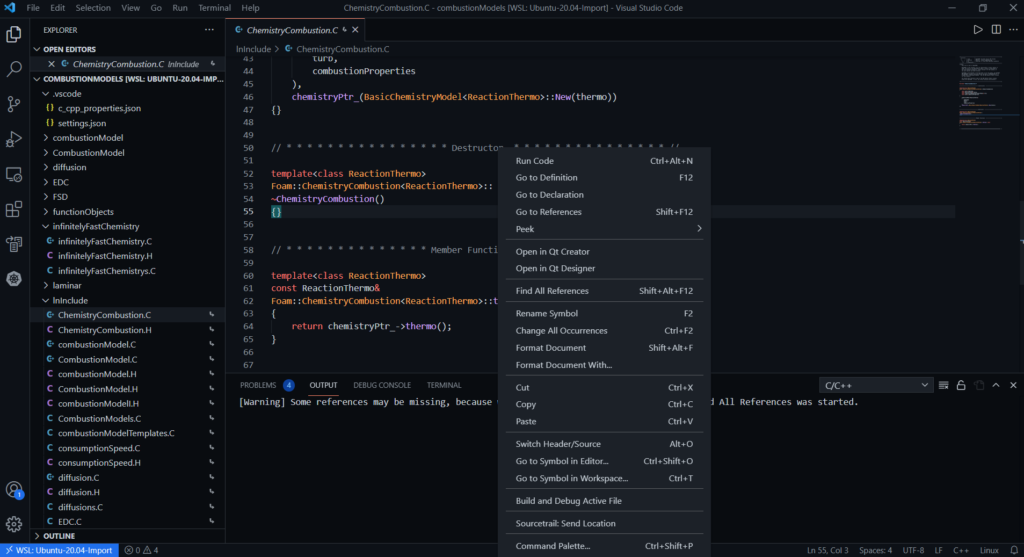 File Edit Selection View Go Run Terminal Help
ChemistryCombustion.C - combustionModels [WSL: Ubuntu-20.04-Import] - Visual Studio Code
EXPLORER
OPEN EDITORS
ChemistryCombustion.C lnInclude
COMBUSTIONMODELS [WSL: UBUNTU-20.04-IMP...
.vscode
{} c_cpp_properties.json
{} settings.json
combustionModel
CombustionModel
diffusion
EDC
FSD
functionObjects
infinitelyFastChemistry
infinitelyFastChemistry.C
infinitelyFastChemistry.H
infinitelyFastChemistrys.C
laminar
lnInclude
ChemistryCombustion.C
ChemistryCombustion.H
combustionModel.C
CombustionModel.C
combustionModel.H
CombustionModel.H
combustionModelI.H
CombustionModels.C
combustionModelTemplates.C
consumptionSpeed.C
consumptionSpeed.H
diffusion.C
diffusion.H
diffusions.C
EDC.C
OUTLINE
ChemistryCombustion.C
lnInclude > ChemistryCombustion.C
43 turb,
44 combustionProperties
45 ),
46 chemistryPtr_(BasicChemistryModel<ReactionThermo>::New(thermo))
47 {}
48
49
50 // * * * * * * * * * * * * * * * * Destructor * * * * * * * * * * * * * * * //
51
52 template<class ReactionThermo>
53 Foam::ChemistryCombustion<ReactionThermo>::
54 ~ChemistryCombustion()
55 {}
56
57
58 // * * * * * * * * * * * * * * Member Functi
59
60 template<class ReactionThermo>
61 const ReactionThermo&
62 Foam::ChemistryCombustion<ReactionThermo>::t
63 {
64 return chemistryPtr_->thermo();
65 }
66
67
Run Code Ctrl+Alt+N
Go to Definition F12
Go to Declaration
Go to References Shift+F12
Peek
Open in Qt Creator
Open in Qt Designer
Find All References Shift+Alt+F12
Rename Symbol F2
Change All Occurrences Ctrl+F2
Format Document Shift+Alt+F
Format Document With...
Cut Ctrl+X
Copy Ctrl+C
Paste Ctrl+V
Switch Header/Source Alt+O
Go to Symbol in Editor... Ctrl+Shift+O
Go to Symbol in Workspace... Ctrl+T
Build and Debug Active File
Sourcetrail: Send Location
Command Palette... Ctrl+Shift+P
PROBLEMS 4 OUTPUT DEBUG CONSOLE TERMINAL
C/C++
[Warning] Some references may be missing, because d All References was started.
1
WSL: Ubuntu-20.04-Import 0 4
Ln 55, Col 3 Spaces: 4 UTF-8 LF C++ Linux